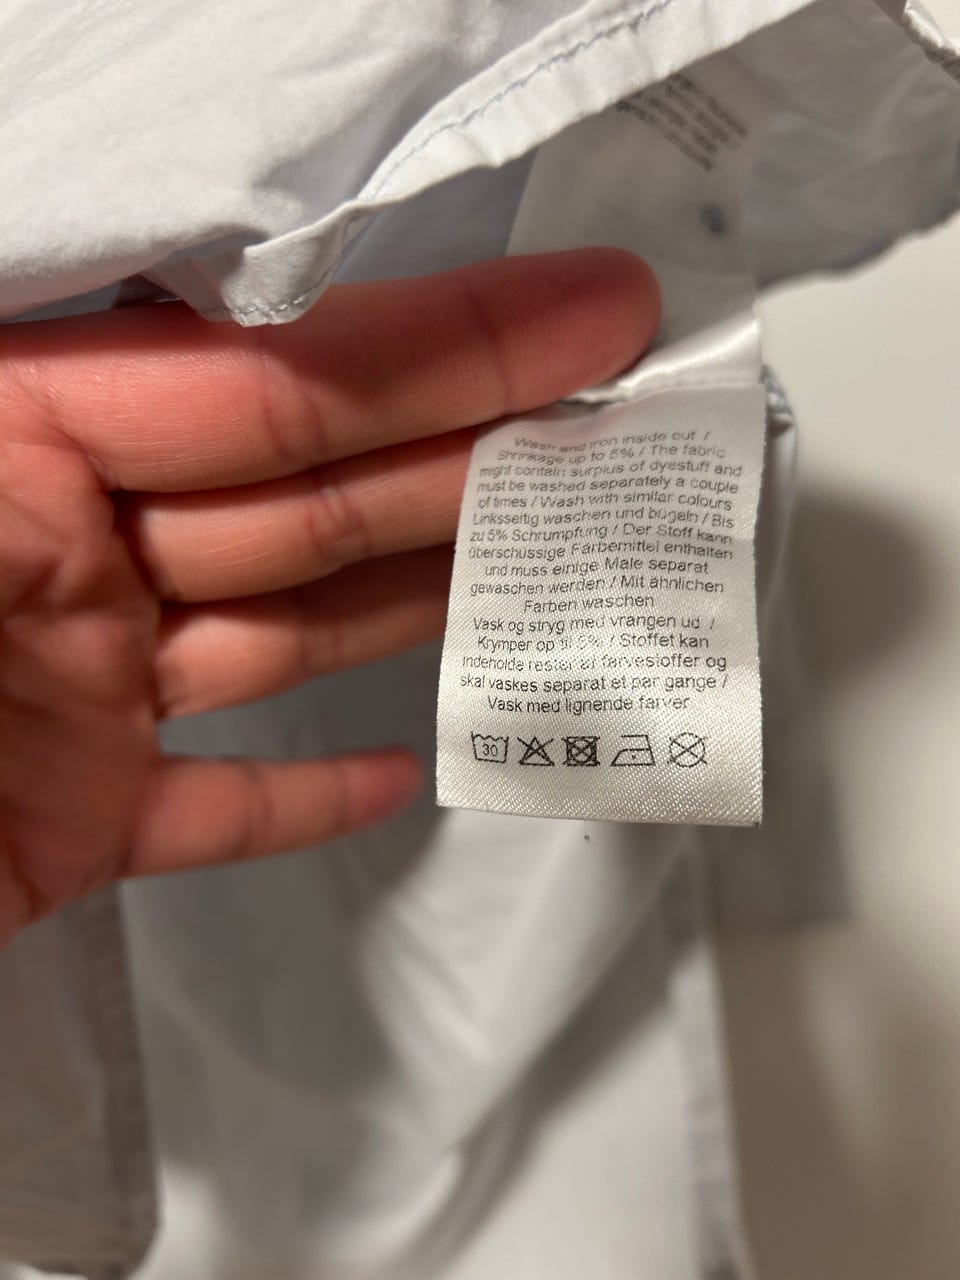 Wash and iron inside out /
Shrinkage up to 5% / The fabric
might contain surplus of dyestuff and
must be washed separately a couple
of times / Wash with similar colours
Linksseitig waschen und bügeln / Bis
zu 5% Schrumpfung / Der Stoff kann
überschüssige Farbemittel enthalten
und muss einige Male separat
gewaschen werden / Mit ähnlichen
Farben waschen
Vask og stryg med vrangen ud /
Krymper op til 5% / Stoffet kan
indeholde rester af farvestoffer og
skal vaskes separat et par gange /
Vask med lignende farver
30